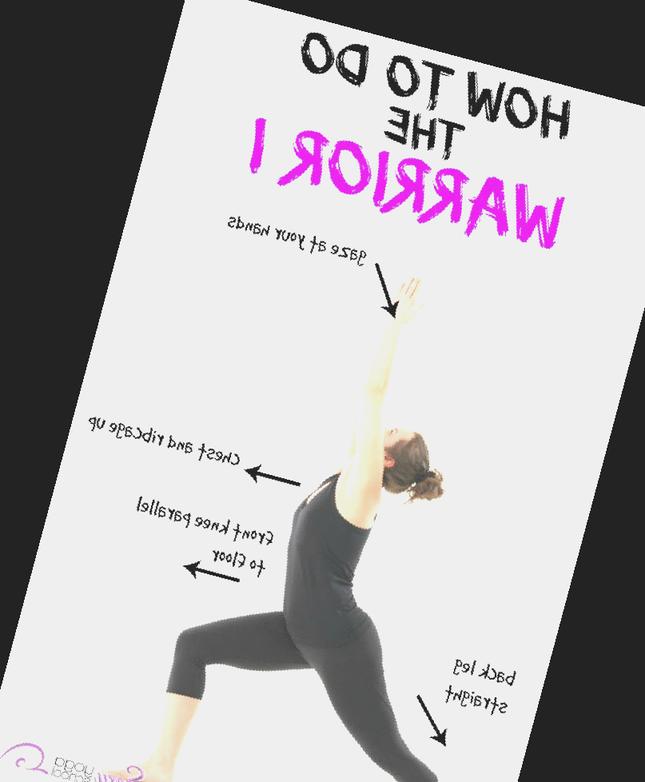 HOW TO DO
THE
WARRIOR I
gaze at your hands
chest and ribcage up
front knee parallel
to floor
back leg
straight
yoga